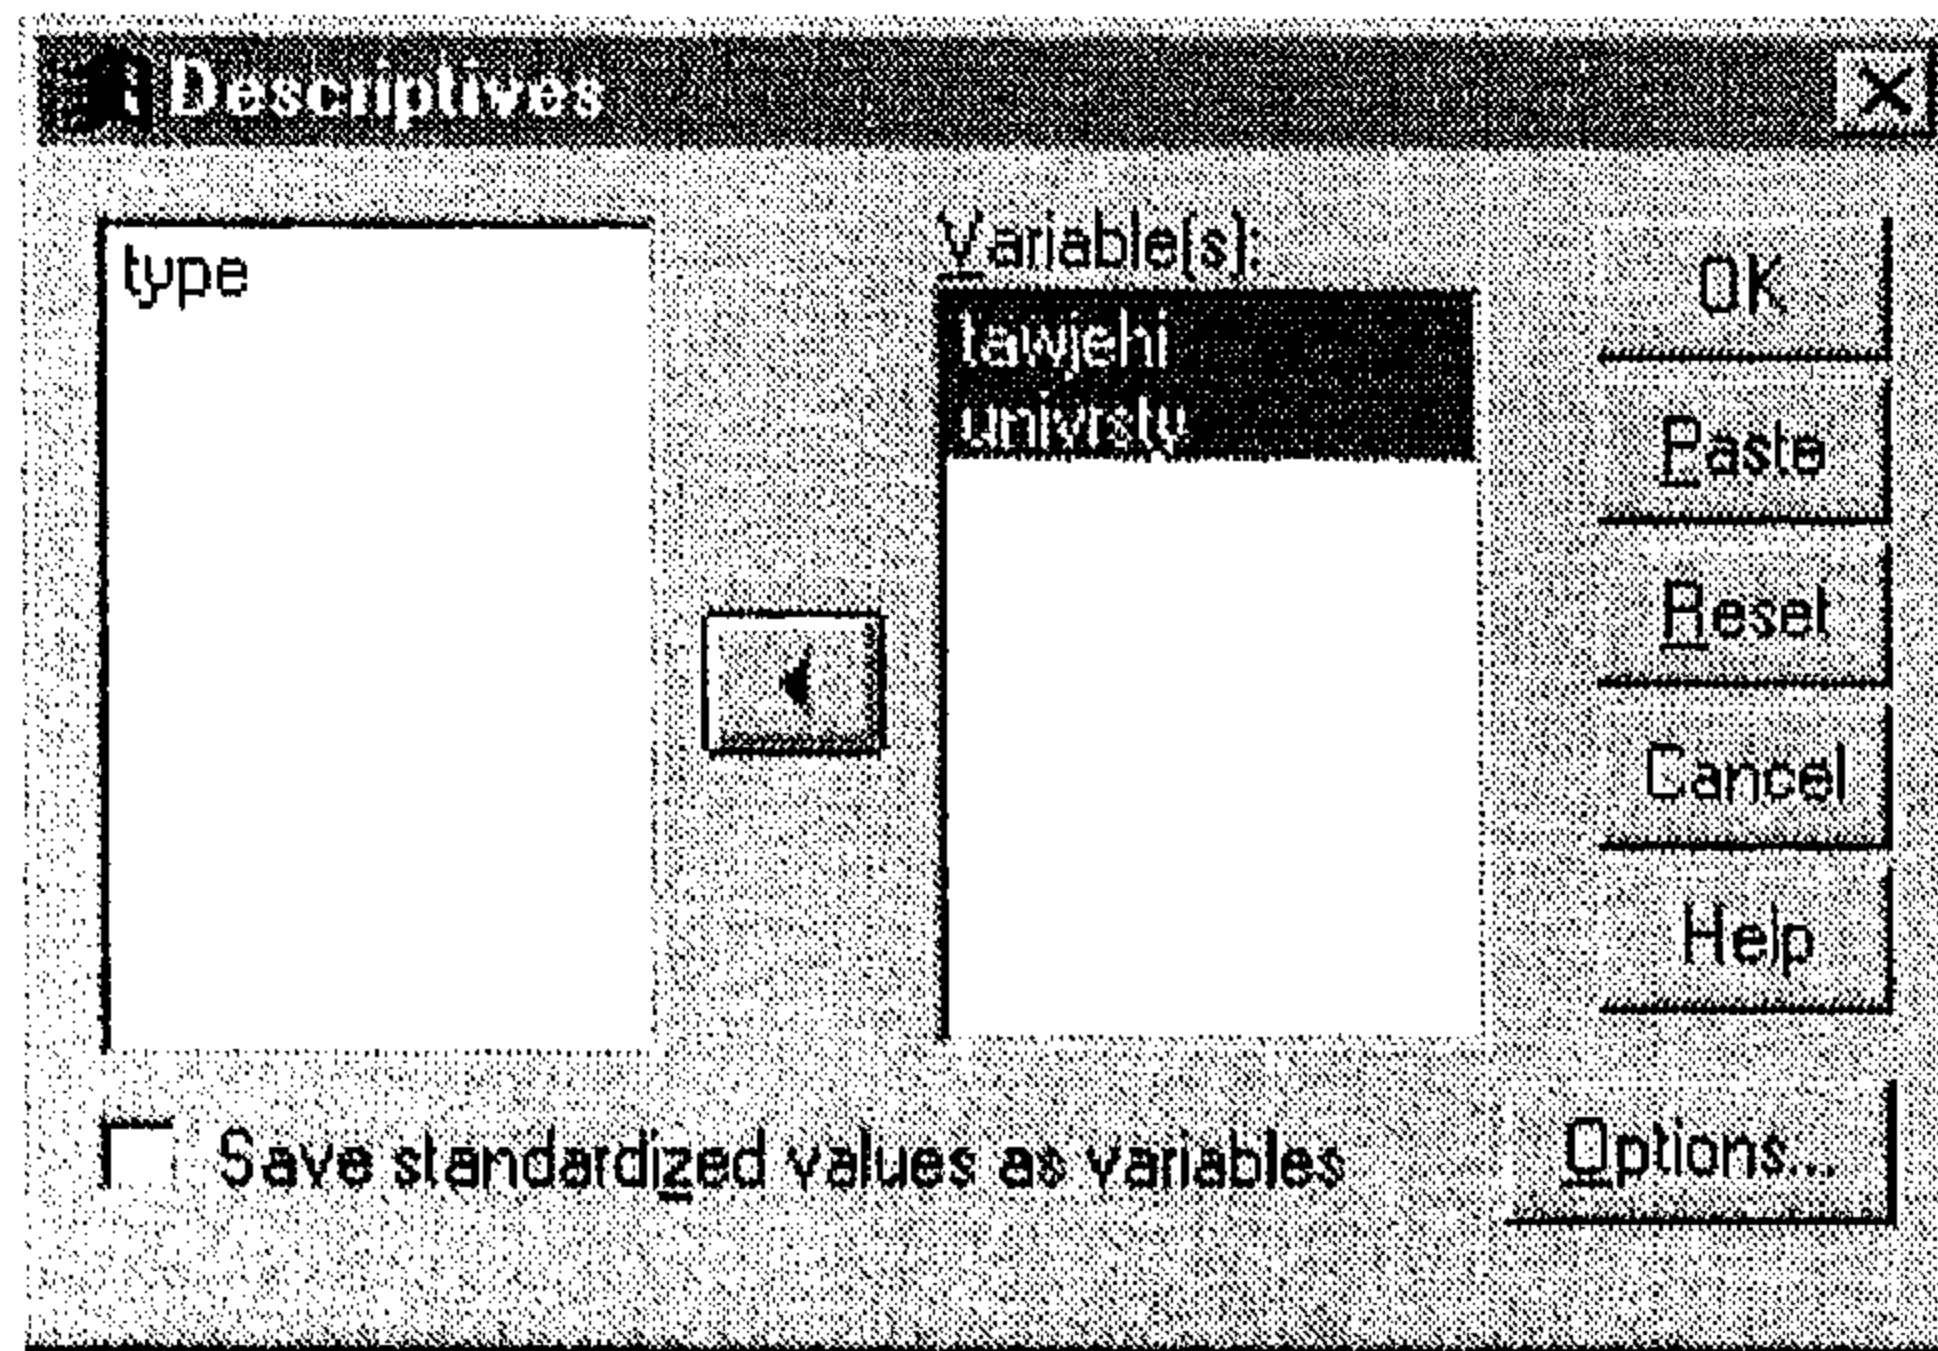 Descriptives
type
Variable(s):
tawjehi
univrsty
OK
Paste
Reset
Cancel
Help
Save standardized values as variables
Options...